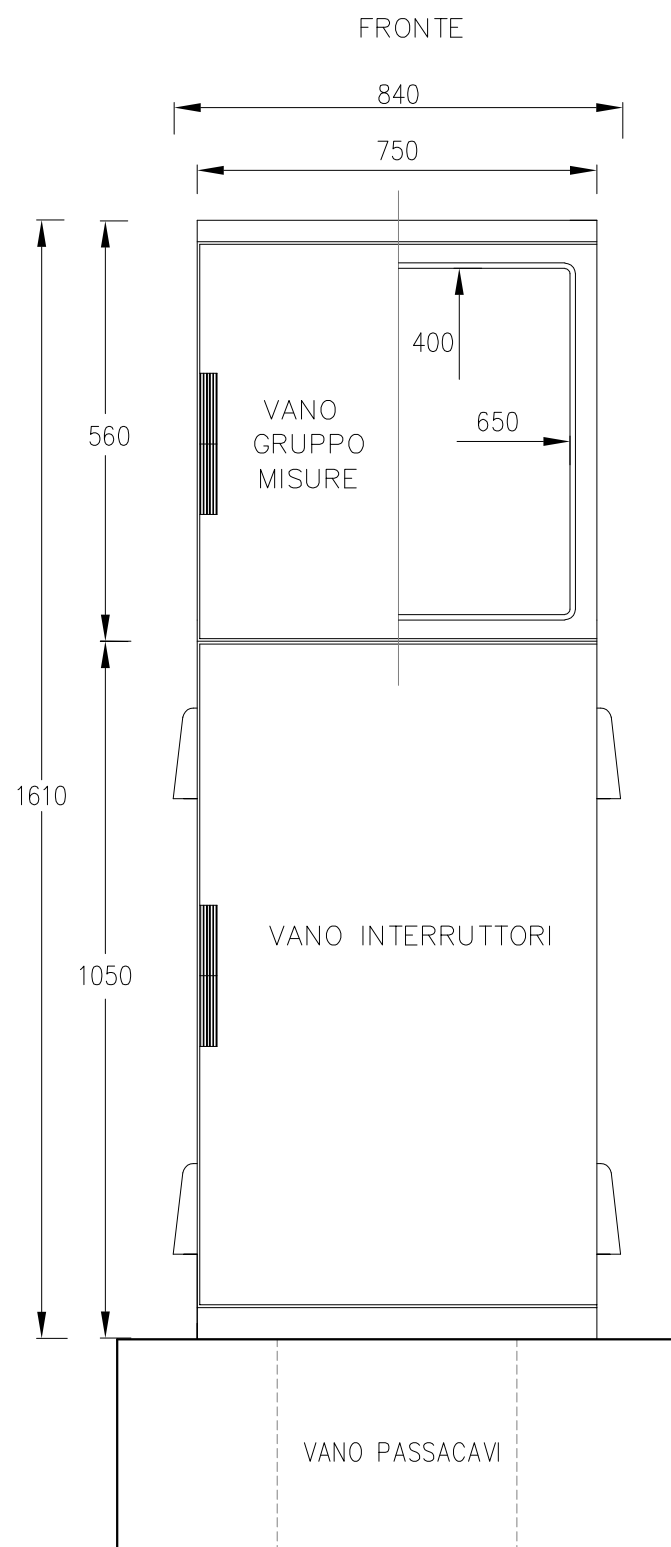 FRONTE
840
750
400
650
VANO
GRUPPO
MISURE
560
1610
VANO INTERRUTTORI
1050
VANO PASSACAVI